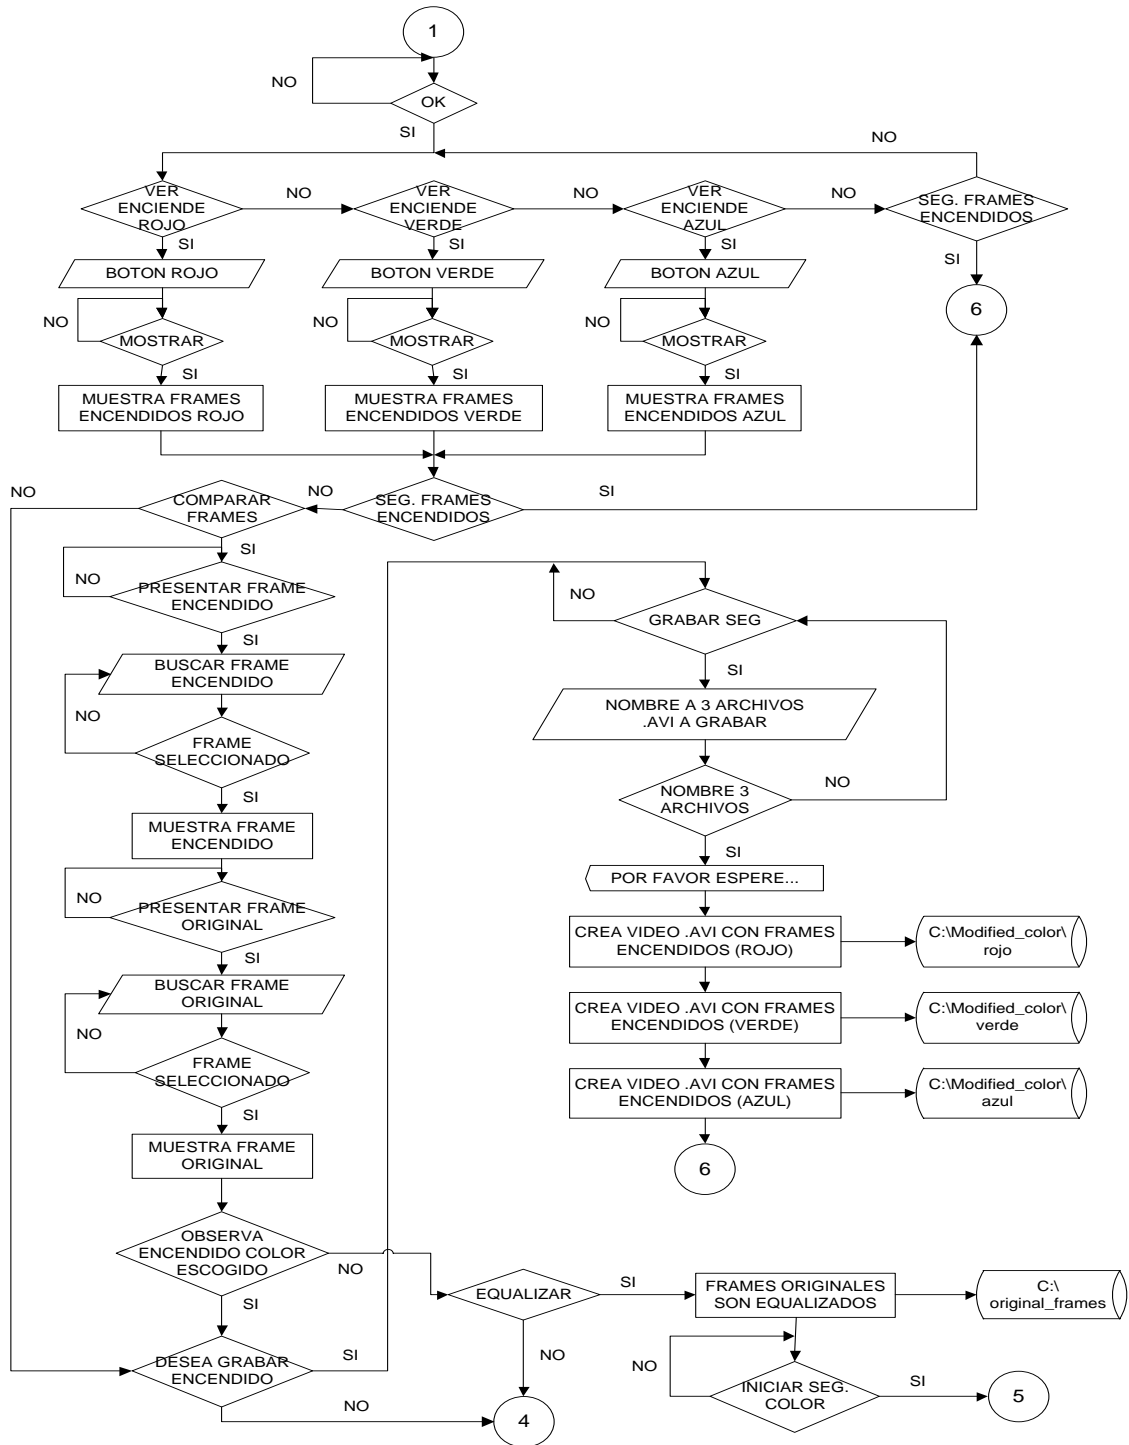 1
NO
OK
SI
NO
VER
ENCIENDE
ROJO
NO
VER
ENCIENDE
VERDE
NO
VER
ENCIENDE
AZUL
NO
SEG. FRAMES
ENCENDIDOS
SI
SI
SI
SI
BOTON ROJO
BOTON VERDE
BOTON AZUL
6
NO
MOSTRAR
NO
MOSTRAR
NO
MOSTRAR
SI
SI
SI
MUESTRA FRAMES
ENCENDIDOS ROJO
MUESTRA FRAMES
ENCENDIDOS VERDE
MUESTRA FRAMES
ENCENDIDOS AZUL
NO
COMPARAR
FRAMES
NO
SEG. FRAMES
ENCENDIDOS
SI
SI
NO
PRESENTAR FRAME
ENCENDIDO
SI
BUSCAR FRAME
ENCENDIDO
NO
FRAME
SELECCIONADO
SI
MUESTRA FRAME
ENCENDIDO
NO
PRESENTAR FRAME
ORIGINAL
SI
BUSCAR FRAME
ORIGINAL
NO
FRAME
SELECCIONADO
SI
MUESTRA FRAME
ORIGINAL
OBSERVA
ENCENDIDO COLOR
ESCOGIDO
NO
SI
DESEA GRABAR
ENCENDIDO
SI
NO
NO
GRABAR SEG
SI
NOMBRE A 3 ARCHIVOS
.AVI A GRABAR
NOMBRE 3
ARCHIVOS
NO
SI
POR FAVOR ESPERE...
CREA VIDEO .AVI CON FRAMES
ENCENDIDOS (ROJO)
C:\Modified_color\
rojo
CREA VIDEO .AVI CON FRAMES
ENCENDIDOS (VERDE)
C:\Modified_color\
verde
CREA VIDEO .AVI CON FRAMES
ENCENDIDOS (AZUL)
C:\Modified_color\
azul
6
EQUALIZAR
SI
FRAMES ORIGINALES
SON EQUALIZADOS
C:\
original_frames
NO
4
NO
INICIAR SEG.
COLOR
SI
5